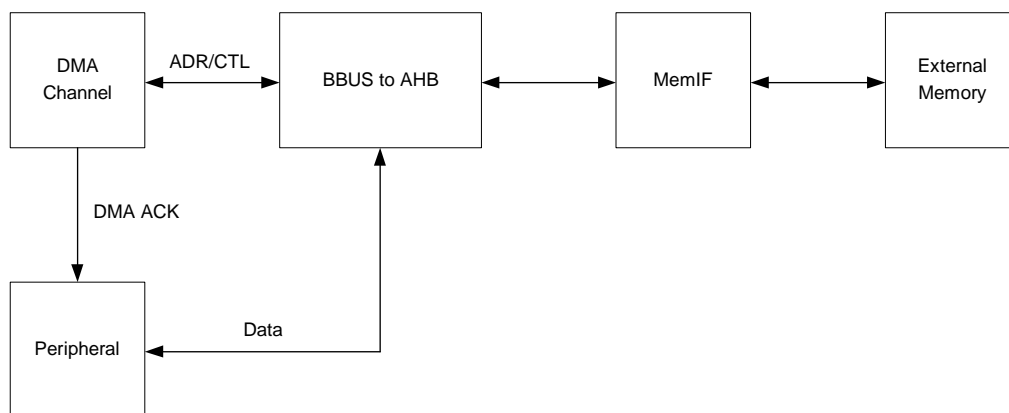 DMA
Channel
ADR/CTL
BBUS to AHB
MemIF
External
Memory
DMA ACK
Peripheral
Data